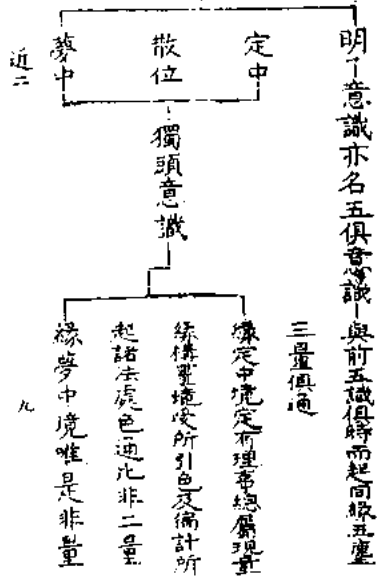 明了意識亦名五俱意識—與前五識俱時而起同緣五塵
三量俱通
定中
散位
夢中
獨頭意識
緣定中境定有理事總屬現量
緣構畫境受所引色及徧計所
起諸法處色通比非二量
緣夢中境唯是非量
近二
九